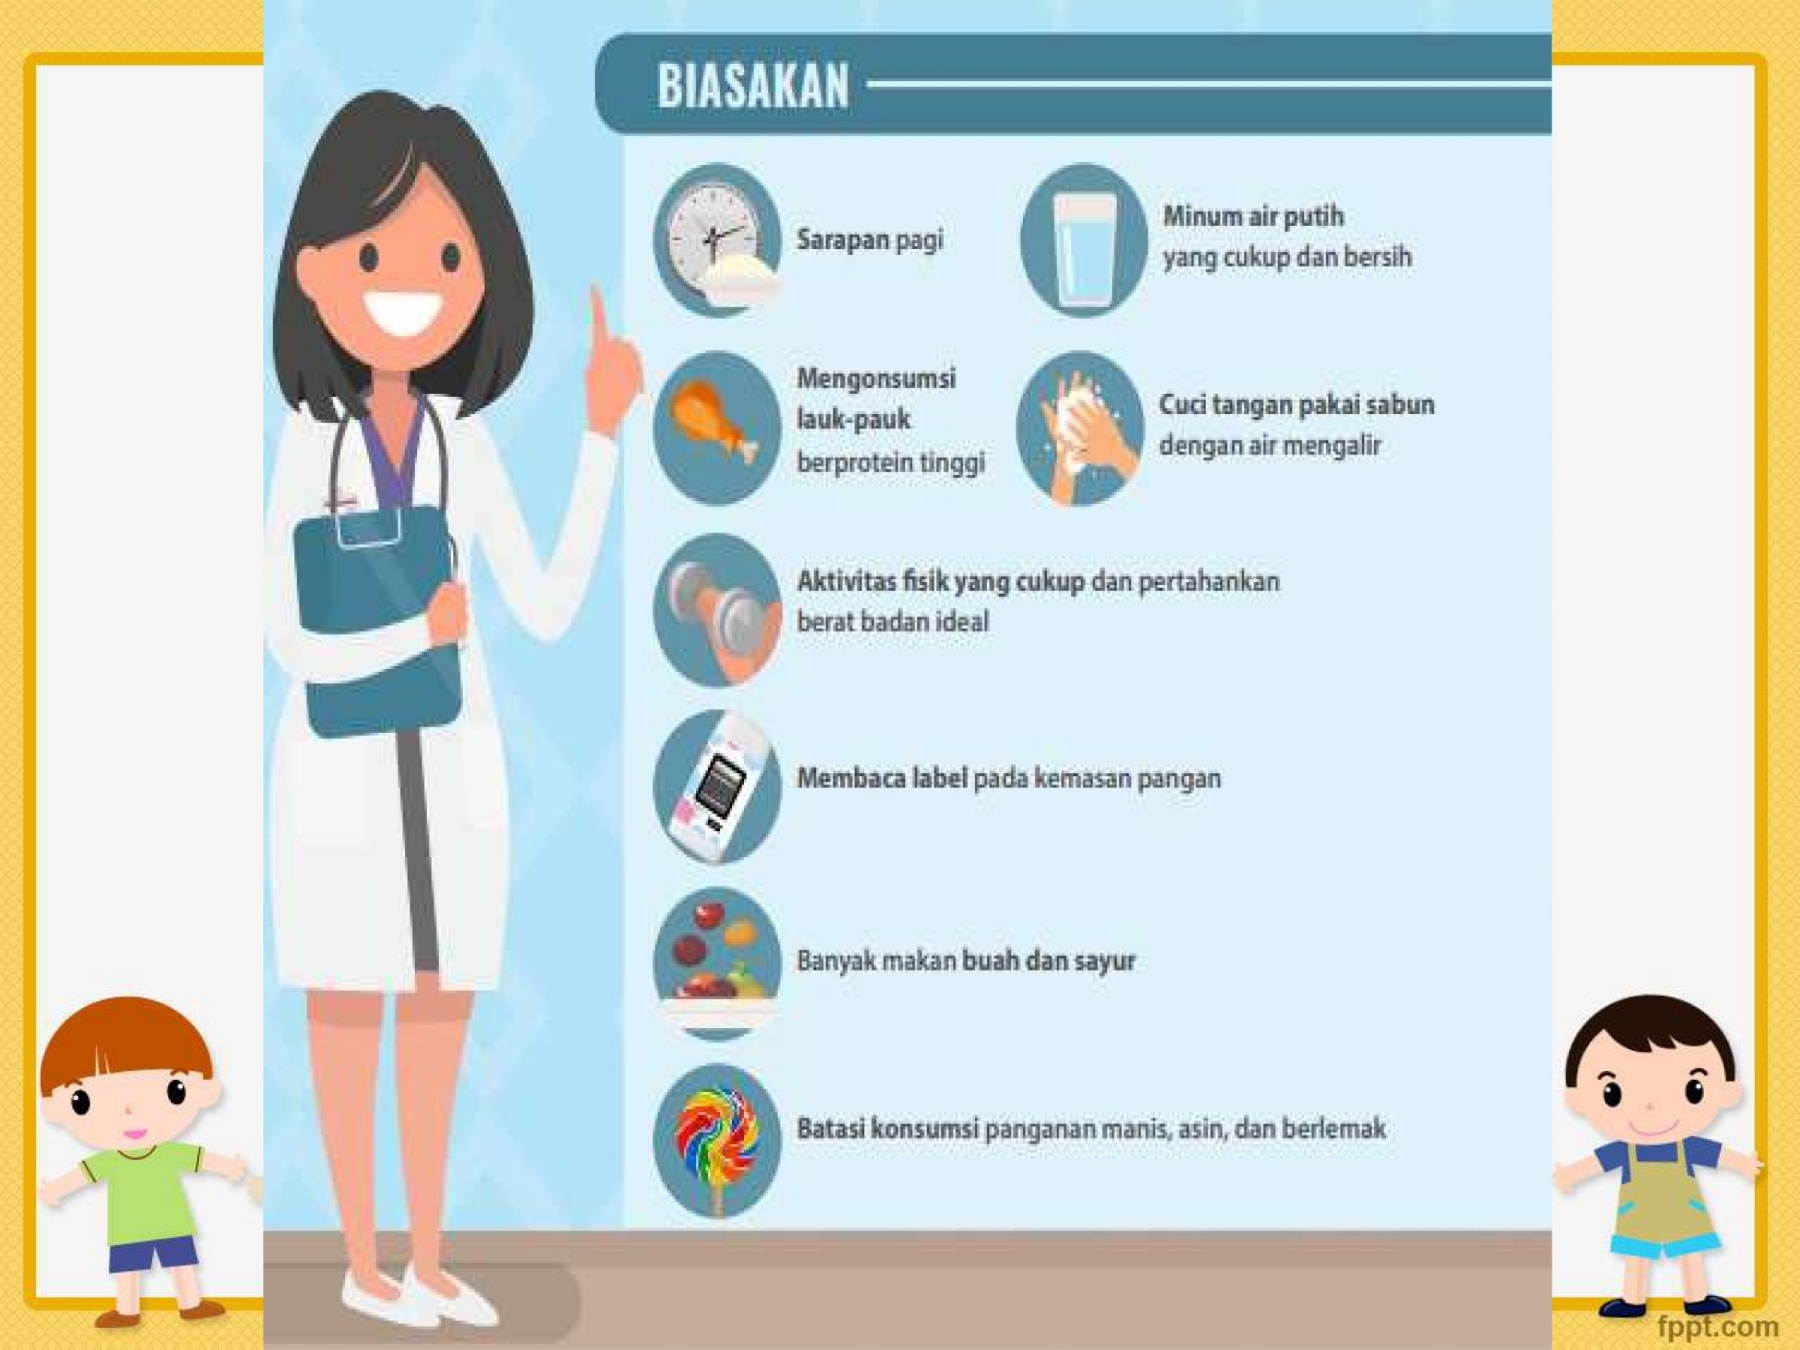 BIASAKAN
Sarapan pagi
Minum air putih
yang cukup dan bersih
Mengonsumsi
lauk-pauk
berprotein tinggi
Cuci tangan pakai sabun
dengan air mengalir
Aktivitas fisik yang cukup dan pertahankan
berat badan ideal
Membaca label pada kemasan pangan
Banyak makan buah dan sayur
Batasi konsumsi panganan manis, asin, dan berlemak
fppt.com